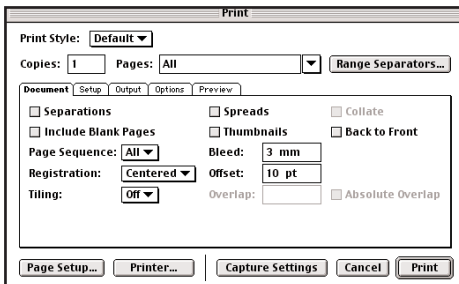 Print
Print Style: Default
Copies: 1 Pages: All Range Separators...
Document Setup Output Options Preview
Separations Spreads Collate
Include Blank Pages Thumbnails Back to Front
Page Sequence: All Bleed: 3 mm
Registration: Centered Offset: 10 pt
Tiling: Off Overlap: Absolute Overlap
Page Setup... Printer... Capture Settings Cancel Print